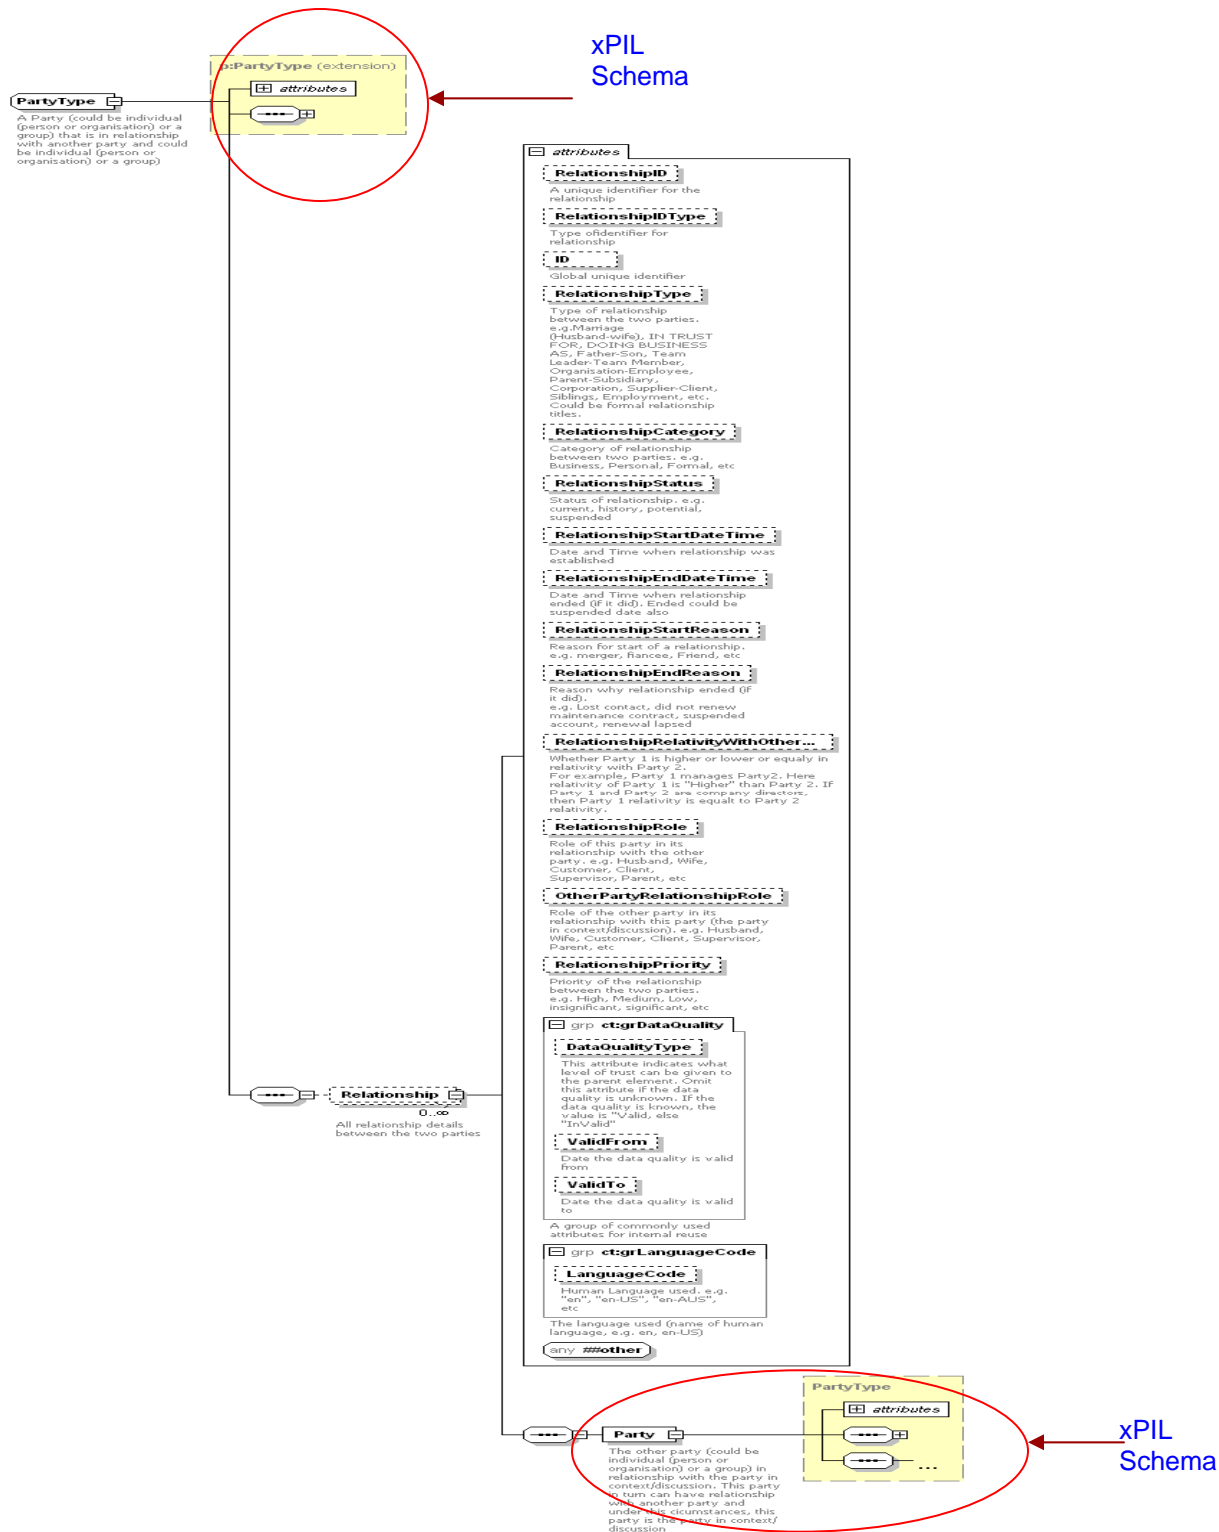 xPIL
Schema
p:PartyType (extension)
attributes
PartyType
A Party (could be individual
(person or organisation) or a
group) that is in relationship
with another party and could
be individual (person or
organisation) or a group)
attributes
RelationshipID
A unique identifier for the
relationship
RelationshipIDType
Type ofidentifier for
relationship
ID
Global unique identifier
RelationshipType
Type of relationship
between the two parties.
e.g.Marriage
(Husband-wife), IN TRUST
FOR, DOING BUSINESS
AS, Father-Son, Team
Leader-Team Member,
Organisation-Employee,
Parent-Subsidiary,
Corporation, Supplier-Client,
Siblings, Employment, etc.
Could be formal relationship
titles.
RelationshipCategory
Category of relationship
between two parties. e.g.
Business, Personal, Formal, etc
RelationshipStatus
Status of relationship. e.g.
current, history, potential,
suspended
RelationshipStartDateTime
Date and Time when relationship was
established
RelationshipEndDateTime
Date and Time when relationship
ended (if it did). Ended could be
suspended date also
RelationshipStartReason
Reason for start of a relationship.
e.g. merger, fiancee, Friend, etc
RelationshipEndReason
Reason why relationship ended (if
it did).
e.g. Lost contact, did not renew
maintenance contract, suspended
account, renewal lapsed
RelationshipRelativityWithOther...
Whether Party 1 is higher or lower or equaly in
relativity with Party 2.
For example, Party 1 manages Party2. Here
relativity of Party 1 is "Higher" than Party 2. If
Party 1 and Party 2 are company directors,
then Party 1 relativity is equalt to Party 2
relativity.
RelationshipRole
Role of this party in its
relationship with the other
party. e.g. Husband, Wife,
Customer, Client,
Supervisor, Parent, etc
OtherPartyRelationshipRole
Role of the other party in its
relationship with this party (the party
in context/discussion). e.g. Husband,
Wife, Customer, Client, Supervisor,
Parent, etc
RelationshipPriority
Priority of the relationship
between the two parties.
e.g. High, Medium, Low,
insignificant, significant, etc
grp ct:grDataQuality
DataQualityType
This attribute indicates what
level of trust can be given to
the parent element. Omit
this attribute if the data
quality is unknown. If the
data quality is known, the
value is "Valid, else
"InValid"
ValidFrom
Date the data quality is valid
from
ValidTo
Date the data quality is valid
to
A group of commonly used
attributes for internal reuse
grp ct:grLanguageCode
LanguageCode
Human Language used. e.g.
"en", "en-US", "en-AUS",
etc
The language used (name of human
language, e.g. en, en-US)
any ##other
Relationship
0..∞
All relationship details
between the two parties
PartyType
attributes
Party
...
The other party (could be
individual (person or
organisation) or a group) in
relationship with the party in
context/discussion. This party
in turn can have relationship
with another party and
under this cicumstances, this
party is the party in context/
discussion
xPIL
Schema